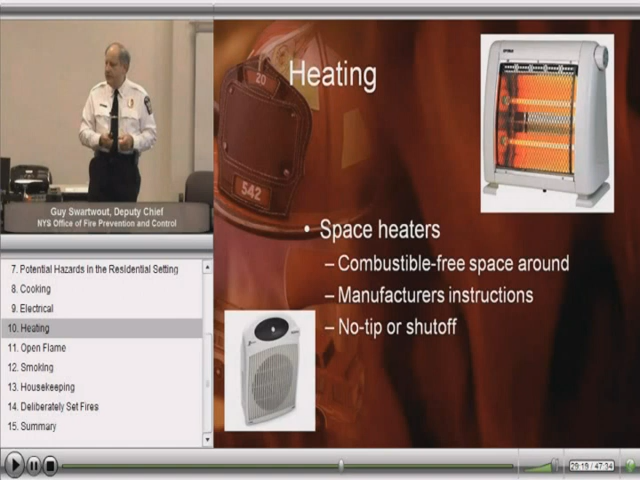 Heating
20
542
Guy Swartwout, Deputy Chief
NYS Office of Fire Prevention and Control
• Space heaters
– Combustible-free space around
– Manufacturers instructions
– No-tip or shutoff
7. Potential Hazards in the Residential Setting
8. Cooking
9. Electrical
10. Heating
11. Open Flame
12. Smoking
13. Housekeeping
14. Deliberately Set Fires
15. Summary
29:19 / 47:34